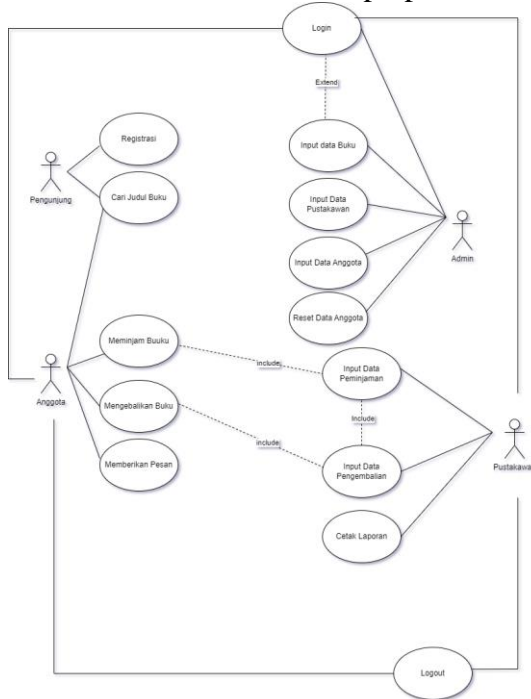 Login
Extend
Registrasi
Input data Buku
Pengunjung
Cari Judul Buku
Input Data
Pustakawan
Admin
Input Data Anggota
Reset Data Anggota
Meminjam Buuku
include
Input Data
Peminjaman
Anggota
Mengebalikan Buku
Include
Pustakawa
include
Memberikan Pesan
Input Data
Pengembalian
Cetak Laporan
Logout